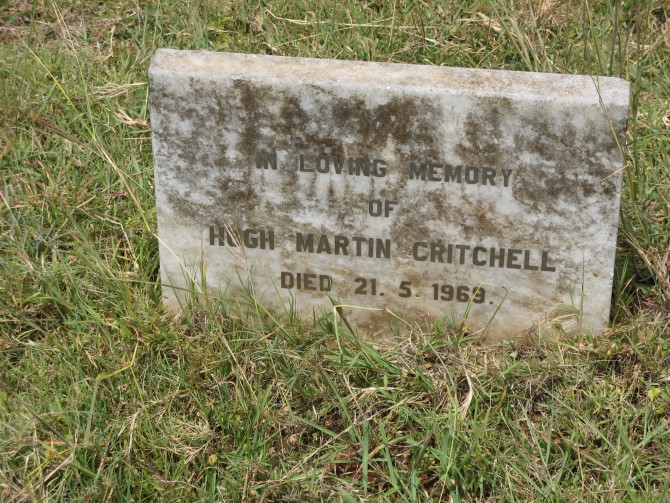 IN LOVING MEMORY
OF
HUGH MARTIN CRITCHELL
DIED 21. 5. 1969.